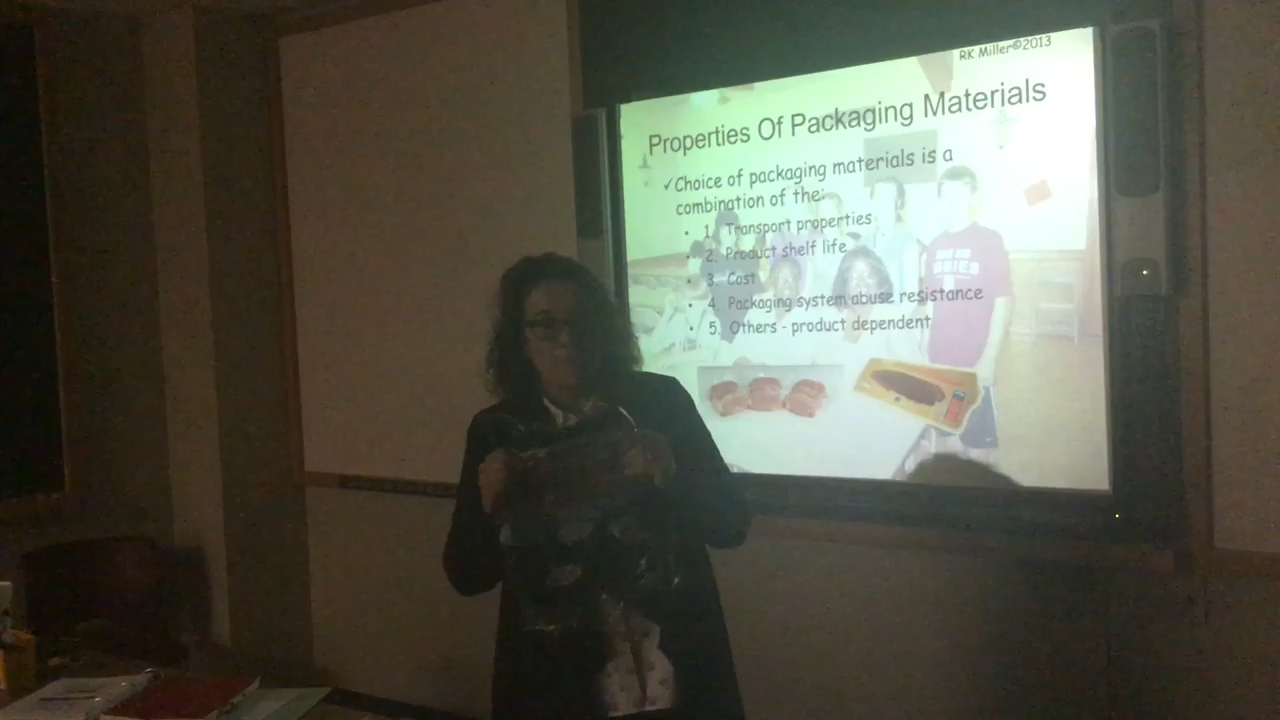 RK Miller©2013
Properties Of Packaging Materials
✓Choice of packaging materials is a
combination of the:
• 1. Transport properties
• 2. Product shelf life
• 3. Cost
• 4. Packaging system abuse resistance
• 5. Others - product dependent